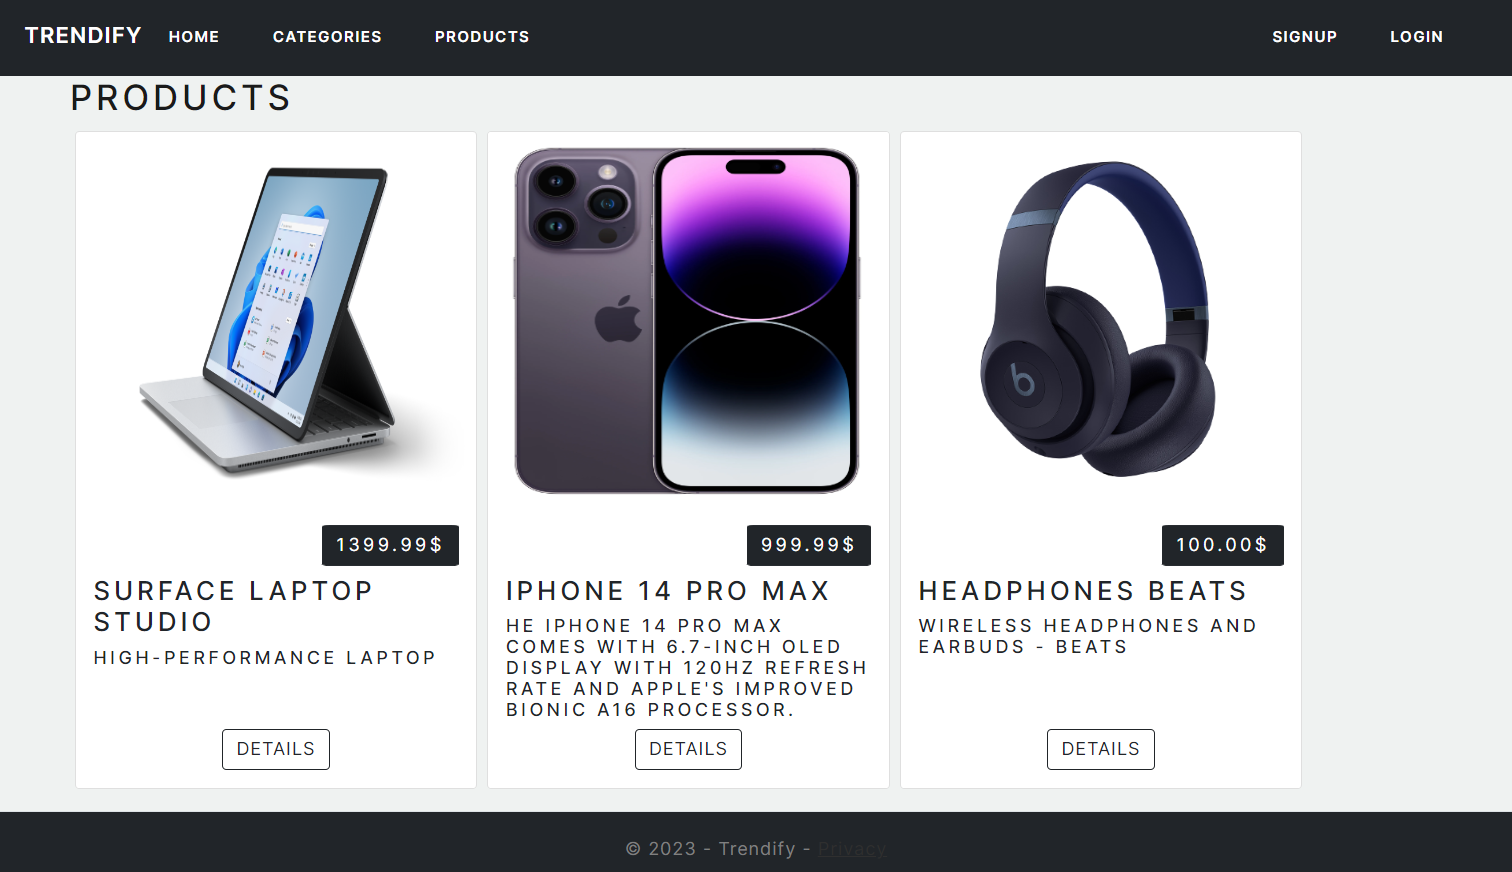 TRENDIFY HOME CATEGORIES PRODUCTS SIGNUP LOGIN
PRODUCTS
1399.99$
SURFACE LAPTOP
STUDIO
HIGH-PERFORMANCE LAPTOP
DETAILS
999.99$
IPHONE 14 PRO MAX
HE IPHONE 14 PRO MAX
COMES WITH 6.7-INCH OLED
DISPLAY WITH 120HZ REFRESH
RATE AND APPLE'S IMPROVED
BIONIC A16 PROCESSOR.
DETAILS
100.00$
HEADPHONES BEATS
WIRELESS HEADPHONES AND
EARBUDS - BEATS
DETAILS
© 2023 - Trendify - Privacy